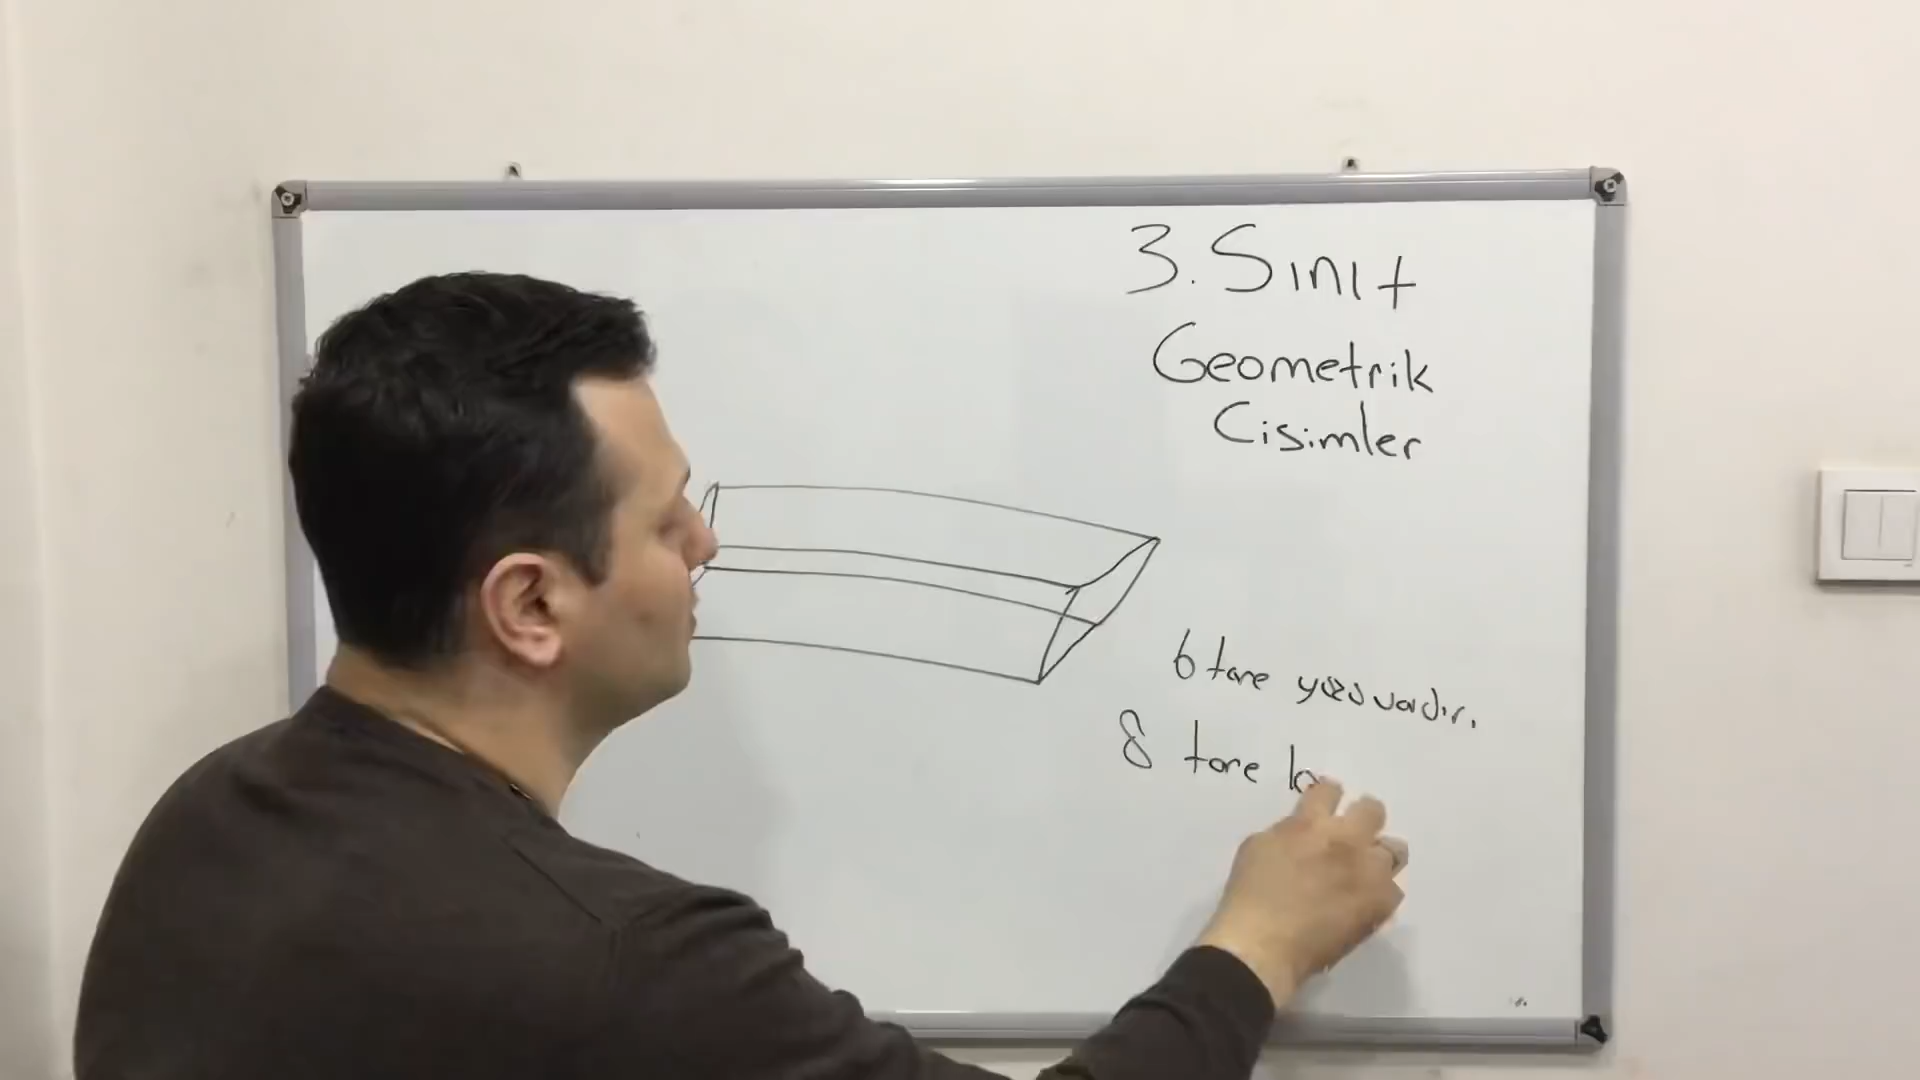 3. Sınıf
Geometrik
Cisimler
6 tane yüzü vardır.
8 tane